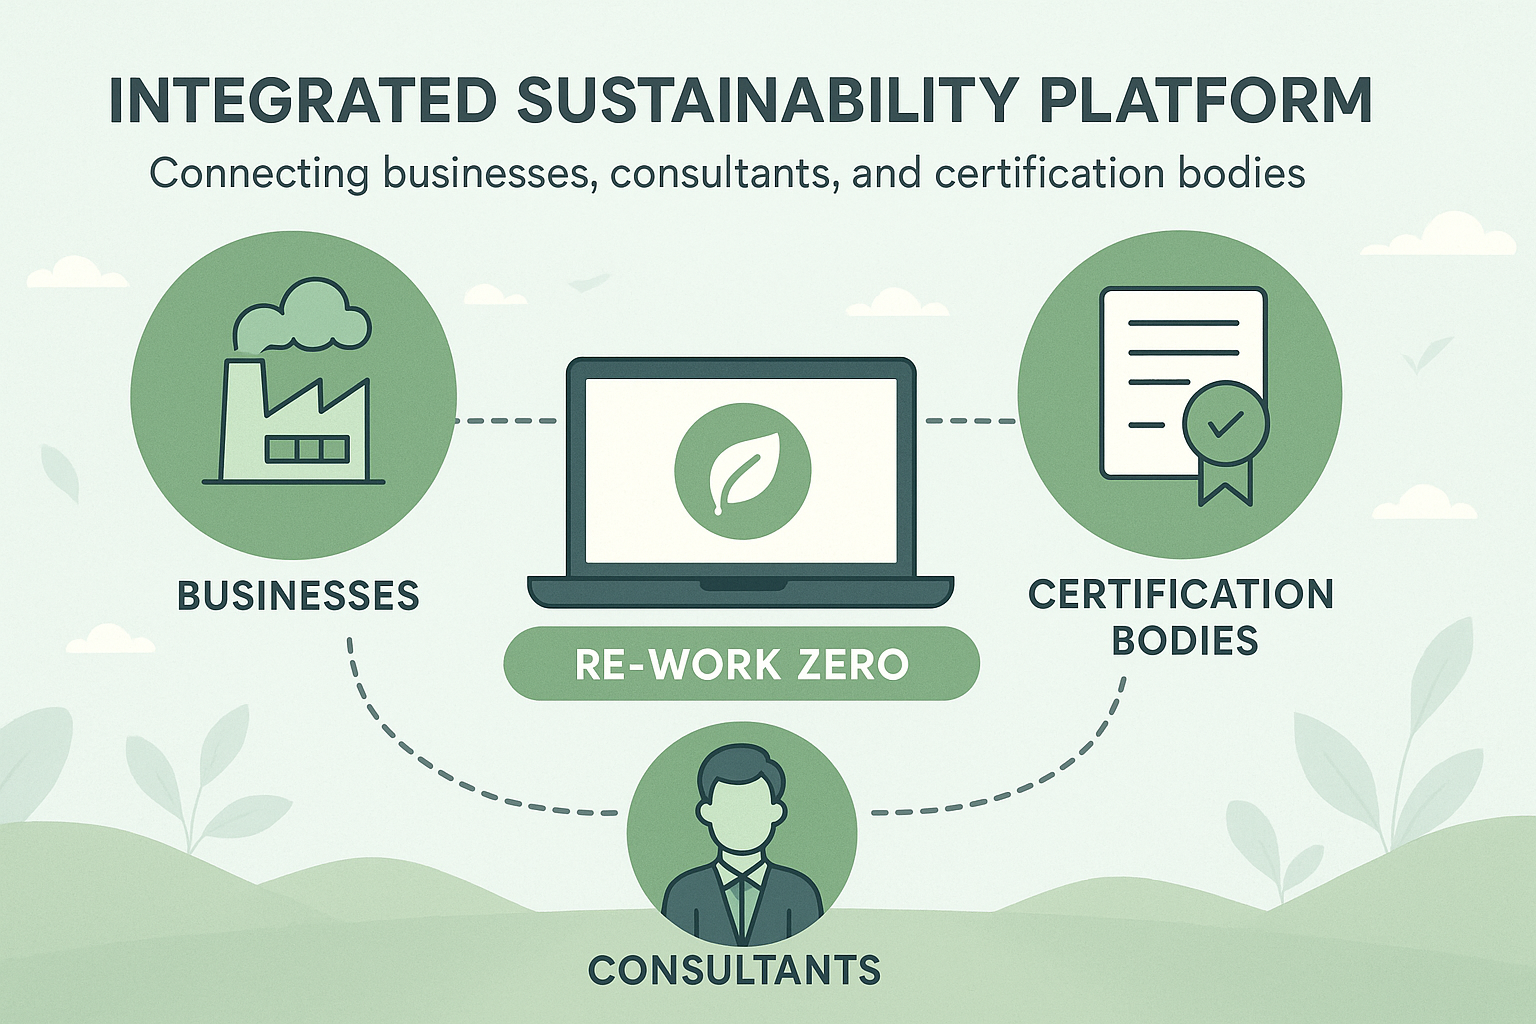 INTEGRATED SUSTAINABILITY PLATFORM
Connecting businesses, consultants, and certification bodies
BUSINESSES
CERTIFICATION
BODIES
RE-WORK ZERO
CONSULTANTS